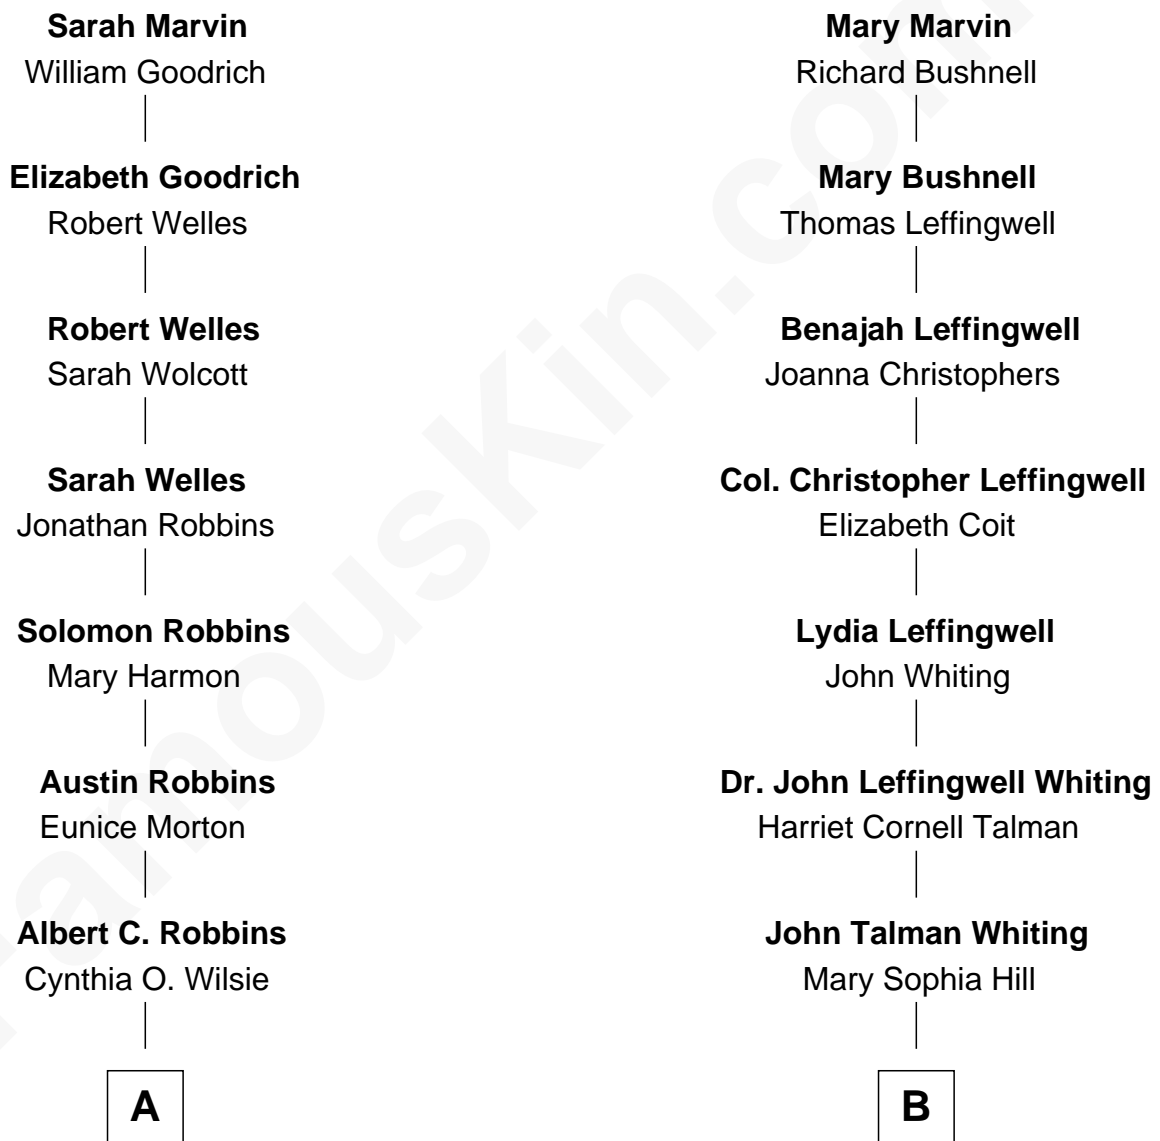 Sarah Marvin
William Goodrich
Elizabeth Goodrich
Robert Welles
Robert Welles
Sarah Wolcott
Sarah Welles
Jonathan Robbins
Solomon Robbins
Mary Harmon
Austin Robbins
Eunice Morton
Albert C. Robbins
Cynthia O. Wilsie
A
Mary Marvin
Richard Bushnell
Mary Bushnell
Thomas Leffingwell
Benajah Leffingwell
Joanna Christophers
Col. Christopher Leffingwell
Elizabeth Coit
Lydia Leffingwell
John Whiting
Dr. John Leffingwell Whiting
Harriet Cornell Talman
John Talman Whiting
Mary Sophia Hill
B
FamousKin.com